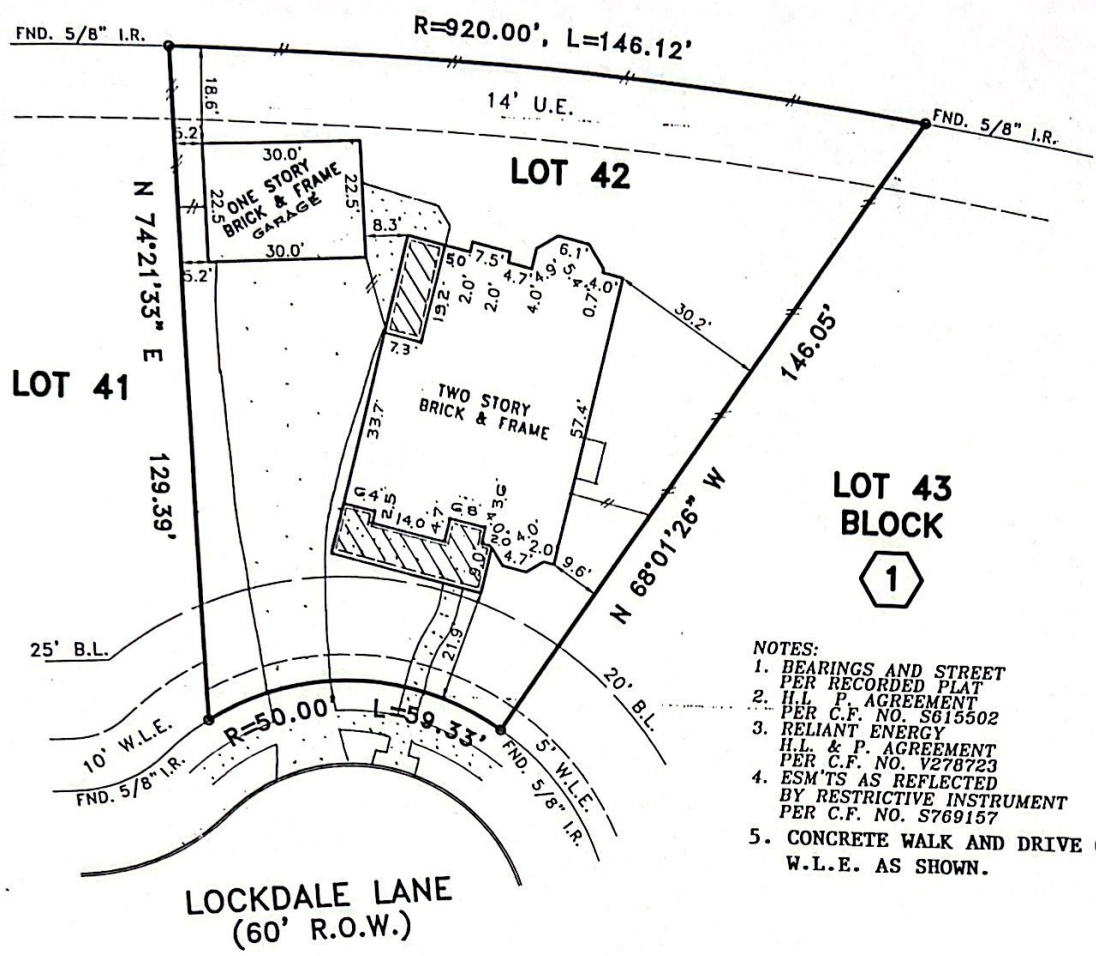 FND. 5/8" I.R.
R=920.00', L=146.12'
FND. 5/8" I.R.
14' U.E.
18.6'
5.2'
30.0'
22.5
ONE STORY
BRICK & FRAME
GARAGE
22.5'
30.0'
5.2'
LOT 42
N 74°21'33" E
129.39'
LOT 41
8.3'
5.0'
7.5'
4.7'
4.9'
6.1'
5.4'
4.0'
19.2'
2.0'
2.0'
4.0'
0.7'
7.3'
30.2'
146.05'
TWO STORY
BRICK & FRAME
33.7'
57.4'
2.5
14.0
4.7'
2.0'
4.0'
4.7'
2.0'
9.0'
9.6'
21.9'
N 68°01'26" W
LOT 43
BLOCK
1
25' B.L.
20' B.L.
10' W.L.E.
5' W.L.E.
R=50.00' L=59.33'
FND. 5/8" I.R.
FND. 5/8" I.R.
LOCKDALE LANE
(60' R.O.W.)
NOTES:
1. BEARINGS AND STREET
PER RECORDED PLAT
2. H.L. P. AGREEMENT
PER C.F. NO. S615502
3. RELIANT ENERGY
H.L. & P. AGREEMENT
PER C.F. NO. V278723
4. ESM'TS AS REFLECTED
BY RESTRICTIVE INSTRUMENT
PER C.F. NO. S769157
5. CONCRETE WALK AND DRIVE
W.L.E. AS SHOWN.